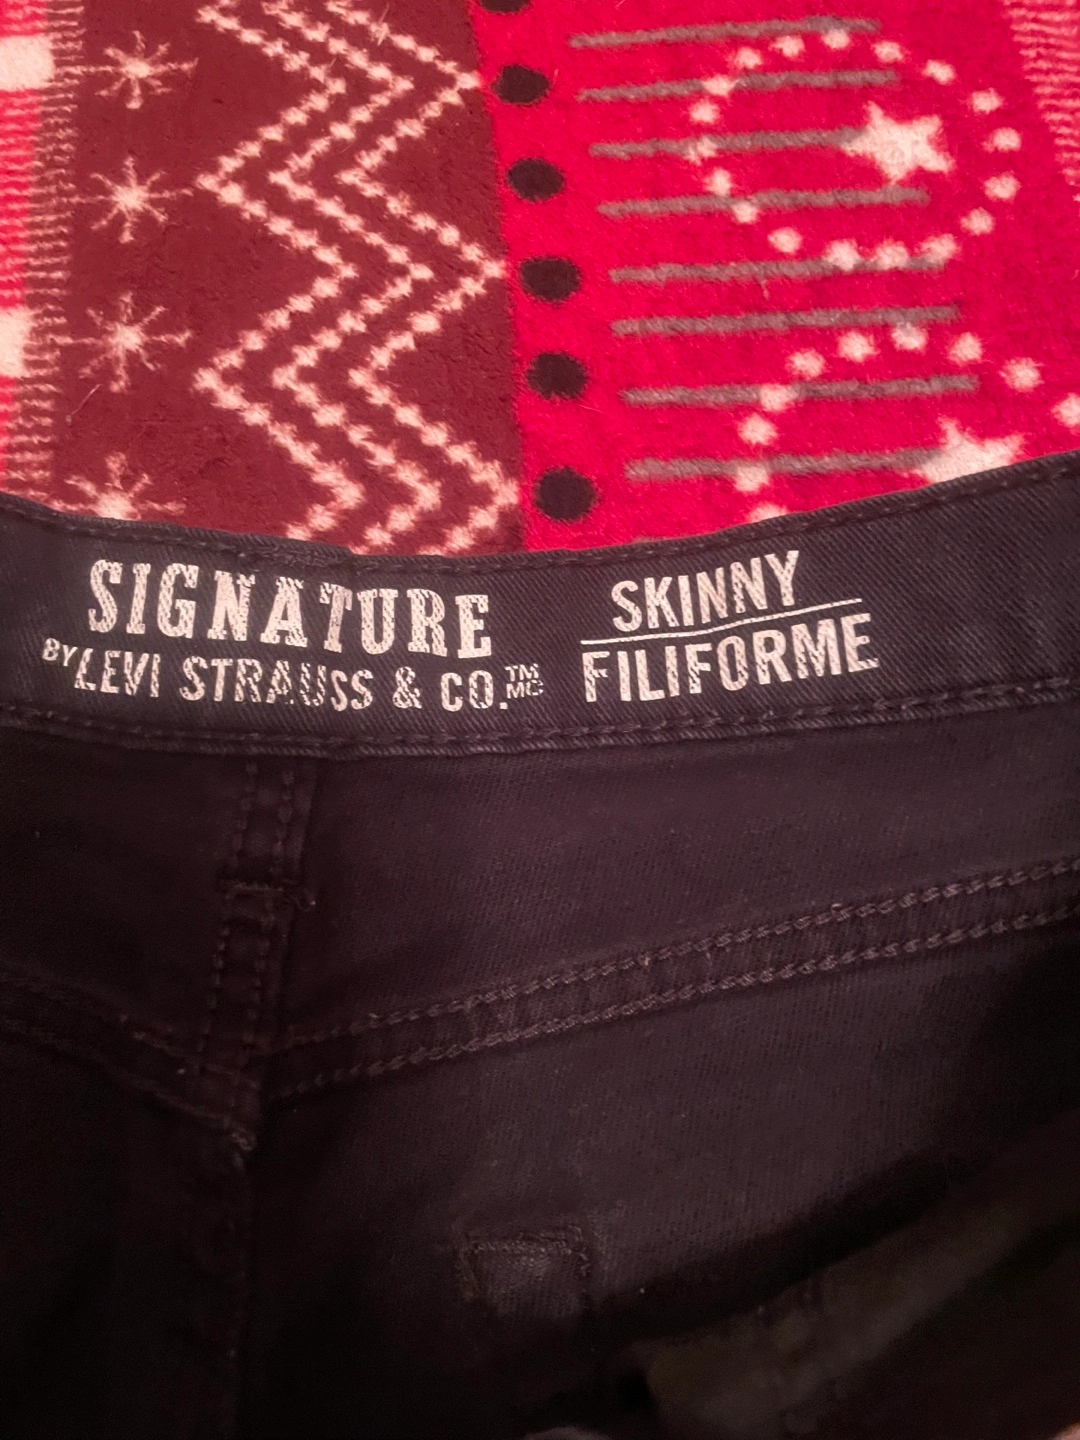 SIGNATURE
BY LEVI STRAUSS & CO.™ MC
SKINNY
FILIFORME